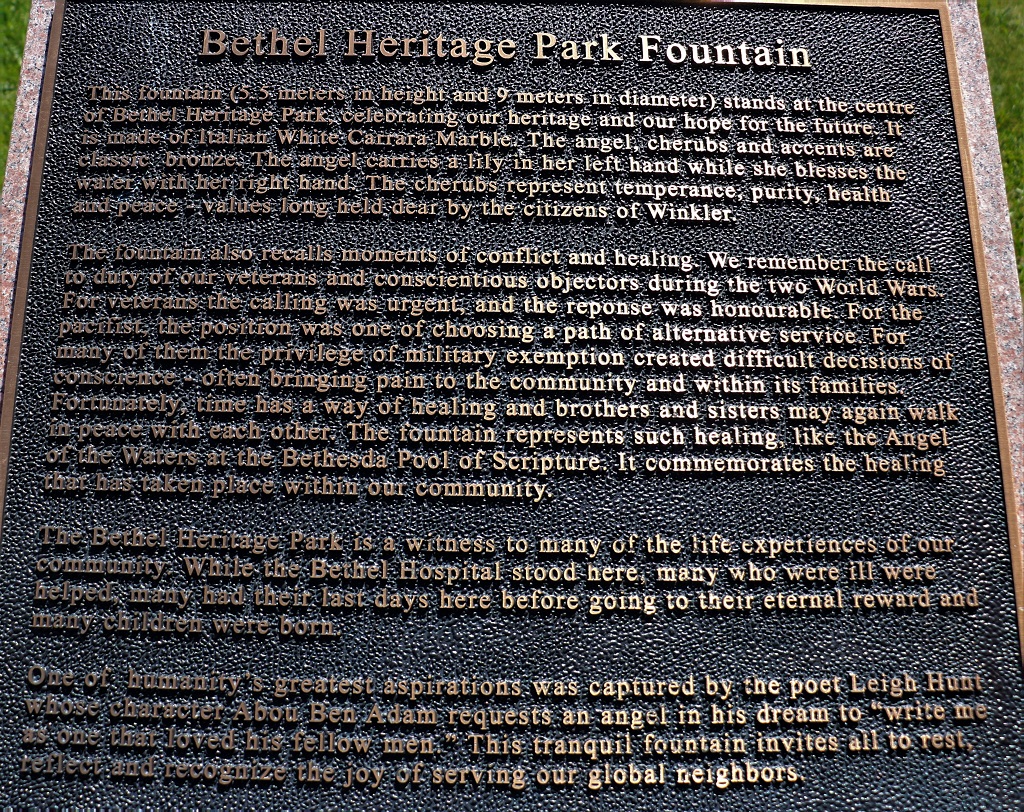 Bethel Heritage Park Fountain
This fountain (5.5 meters in height and 9 meters in diameter) stands at the centre
of Bethel Heritage Park, celebrating our heritage and our hope for the future. It
is made of Italian White Carrara Marble. The angel, cherubs and accents are
classic bronze. The angel carries a lily in her left hand while she blesses the
water with her right hand. The cherubs represent temperance, purity, health
and peace - values long held dear by the citizens of Winkler.
The fountain also recalls moments of conflict and healing. We remember the call
to duty of our veterans and conscientious objectors during the two World Wars.
For veterans the calling was urgent, and the reponse was honourable. For the
pacifist, the position was one of choosing a path of alternative service. For
many of them the privilege of military exemption created difficult decisions of
conscience - often bringing pain to the community and within its families.
Fortunately, time has a way of healing and brothers and sisters may again walk
in peace with each other. The fountain represents such healing, like the Angel
of the Waters at the Bethesda Pool of Scripture. It commemorates the healing
that has taken place within our community.
The Bethel Heritage Park is a witness to many of the life experiences of our
community. While the Bethel Hospital stood here, many who were ill were
helped, many had their last days here before going to their eternal reward and
many children were born.
One of humanity's greatest aspirations was captured by the poet Leigh Hunt
whose character Abou Ben Adam requests an angel in his dream to "write me
as one that loved his fellow men." This tranquil fountain invites all to rest,
reflect and recognize the joy of serving our global neighbors.